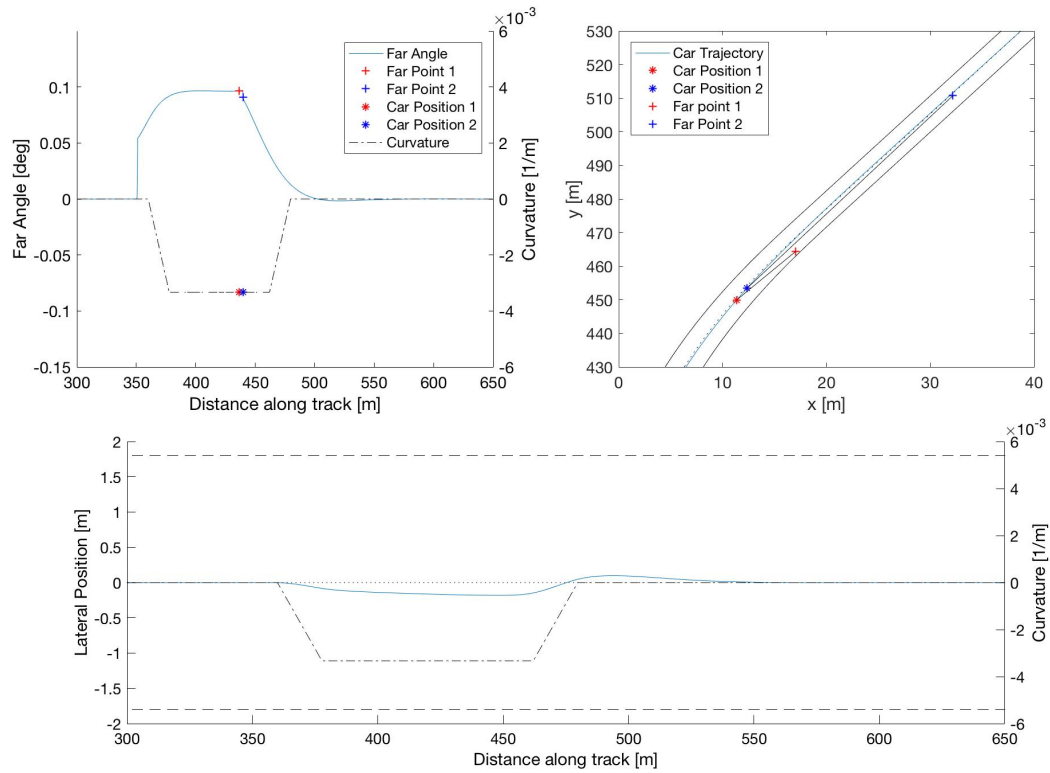 ×10⁻³
Far Angle [deg]
0.1
0.05
0
-0.05
-0.1
-0.15
6
4
2
0
-2
-4
-6
Curvature [1/m]
Far Angle
Far Point 1
Far Point 2
Car Position 1
Car Position 2
Curvature
300 350 400 450 500 550 600 650
Distance along track [m]
y [m]
530
520
510
500
490
480
470
460
450
440
430
Car Trajectory
Car Position 1
Car Position 2
Far point 1
Far Point 2
0 10 20 30 40
x [m]
×10⁻³
Lateral Position [m]
2
1.5
1
0.5
0
-0.5
-1
-1.5
-2
6
4
2
0
-2
-4
-6
Curvature [1/m]
300 350 400 450 500 550 600 650
Distance along track [m]